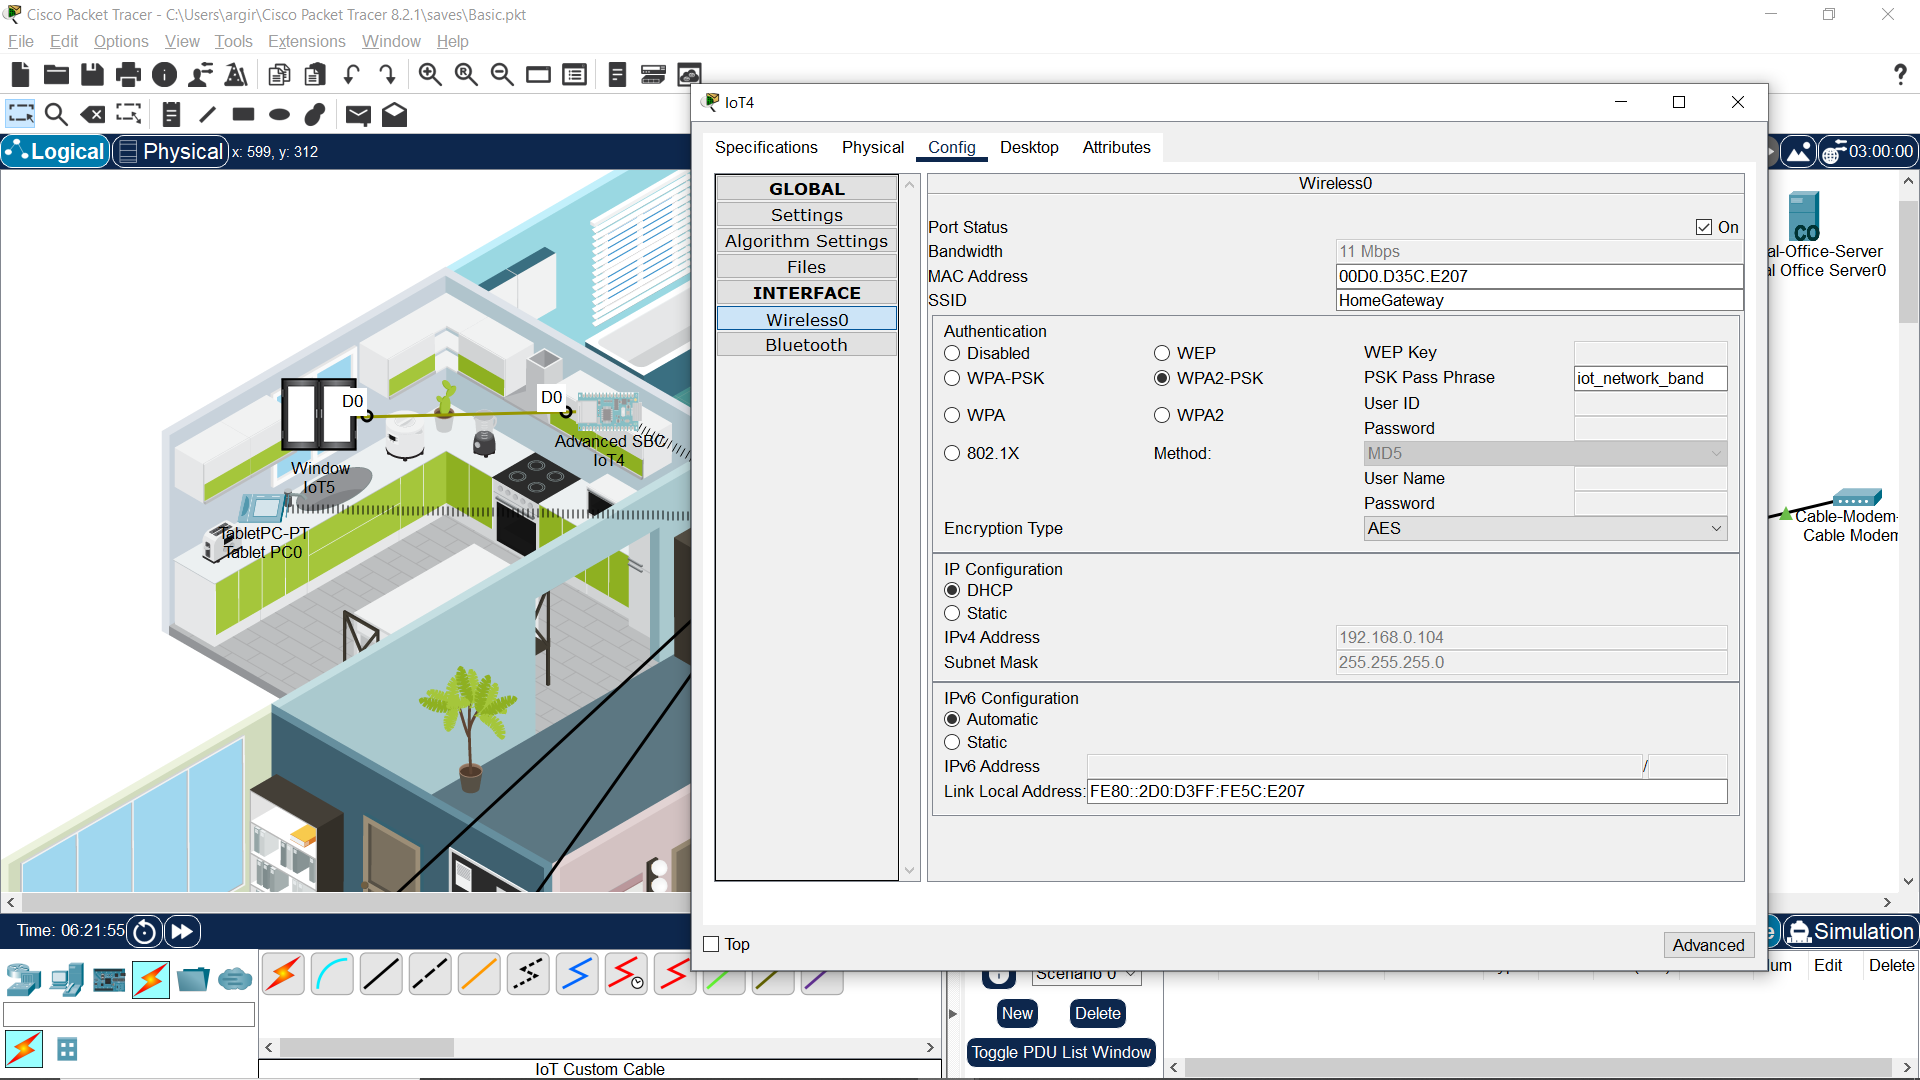 Cisco Packet Tracer - C:\Users\argir\Cisco Packet Tracer 8.2.1\saves\Basic.pkt
File Edit Options View Tools Extensions Window Help
IoT4
Logical Physical x: 599, y: 312
03:00:00
Specifications Physical Config Desktop Attributes
GLOBAL
Settings
Algorithm Settings
Files
INTERFACE
Wireless0
Bluetooth
Wireless0
Port Status On
Bandwidth 11 Mbps
MAC Address 00D0.D35C.E207
SSID HomeGateway
Authentication
Disabled WEP WEP Key
WPA-PSK WPA2-PSK PSK Pass Phrase iot_network_band
WPA WPA2 User ID
Password
802.1X Method: MD5
User Name
Password
Encryption Type AES
IP Configuration
DHCP
Static
IPv4 Address 192.168.0.104
Subnet Mask 255.255.255.0
IPv6 Configuration
Automatic
Static
IPv6 Address /
Link Local Address: FE80::2D0:D3FF:FE5C:E207
Top Advanced
D0
D0
Advanced SBC
IoT4
Window
IoT5
TabletPC-PT
Tablet PC0
CO
al-Office-Server
al Office Server0
Cable-Modem-
Cable Modem
Time: 06:21:55
Simulation
Scenario 0
New Delete
Toggle PDU List Window
um Edit Delete
IoT Custom Cable